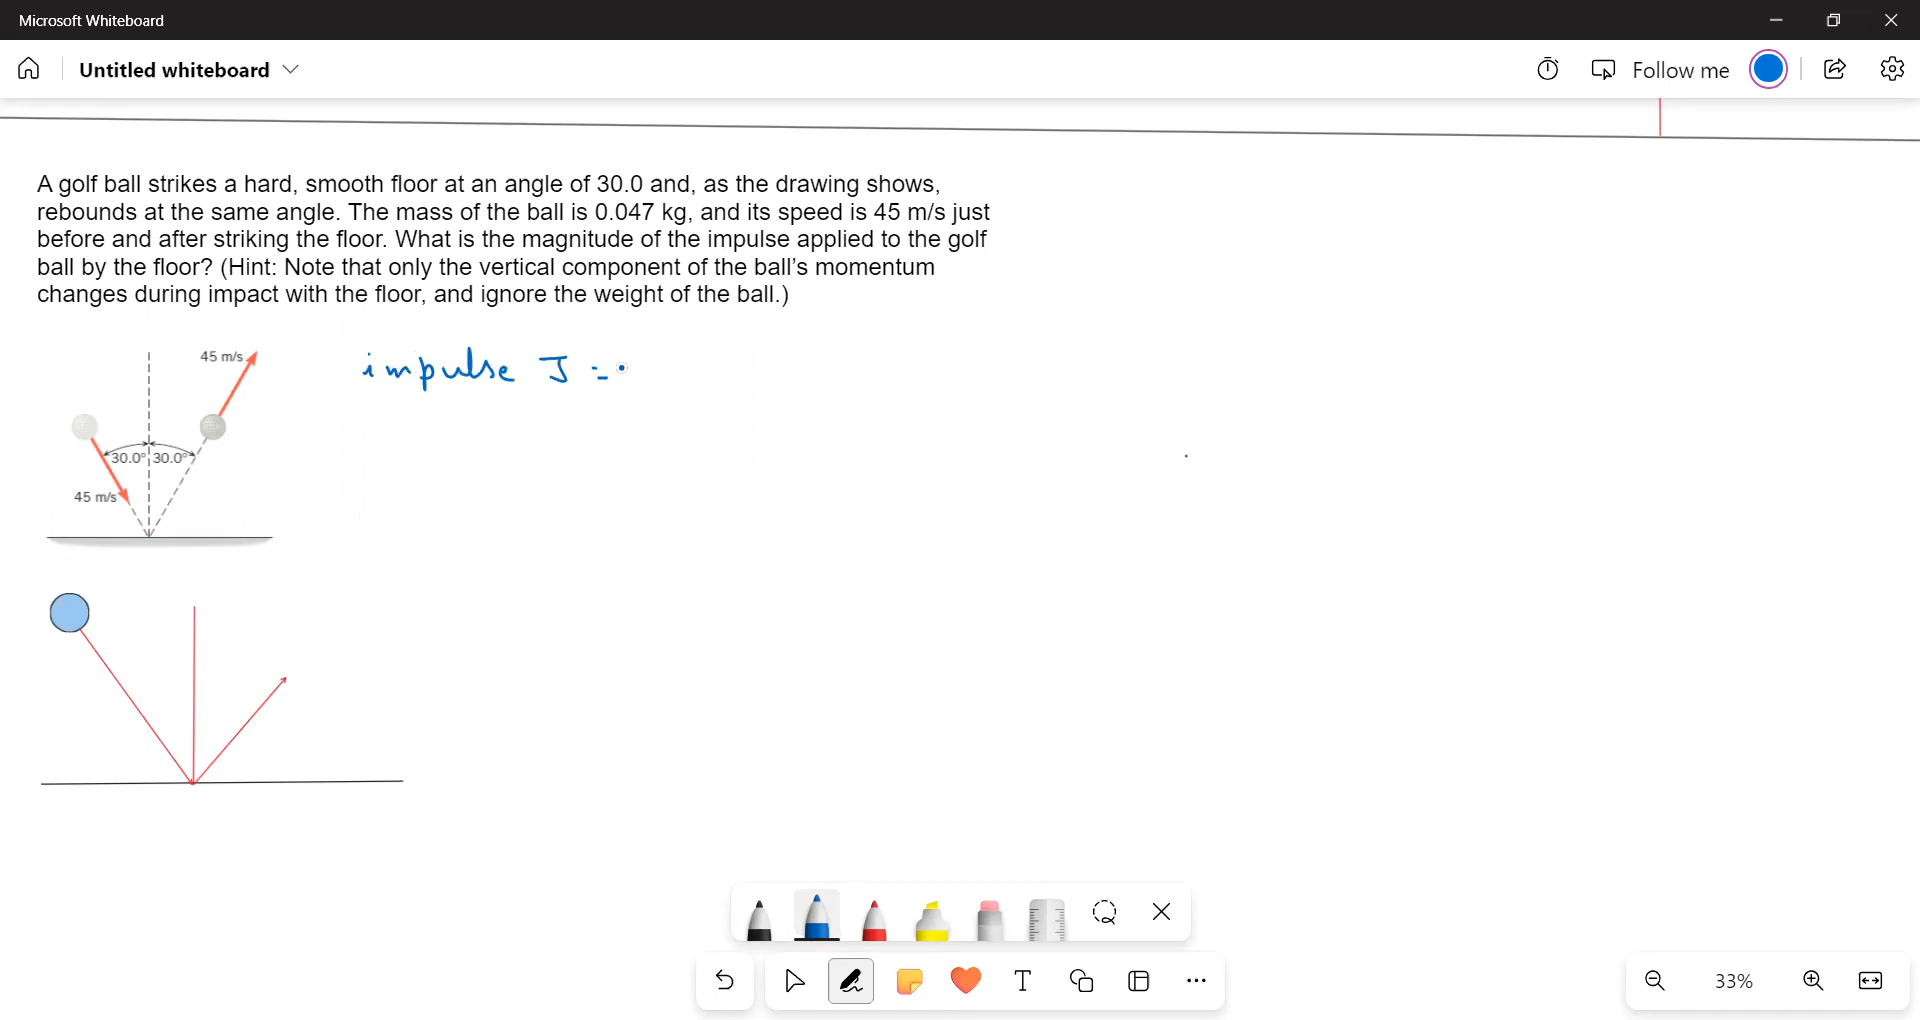 Microsoft Whiteboard
Untitled whiteboard
Follow me
A golf ball strikes a hard, smooth floor at an angle of 30.0 and, as the drawing shows,
rebounds at the same angle. The mass of the ball is 0.047 kg, and its speed is 45 m/s just
before and after striking the floor. What is the magnitude of the impulse applied to the golf
ball by the floor? (Hint: Note that only the vertical component of the ball’s momentum
changes during impact with the floor, and ignore the weight of the ball.)
45 m/s
impulse J =
30.0° 30.0°
45 m/s
33%